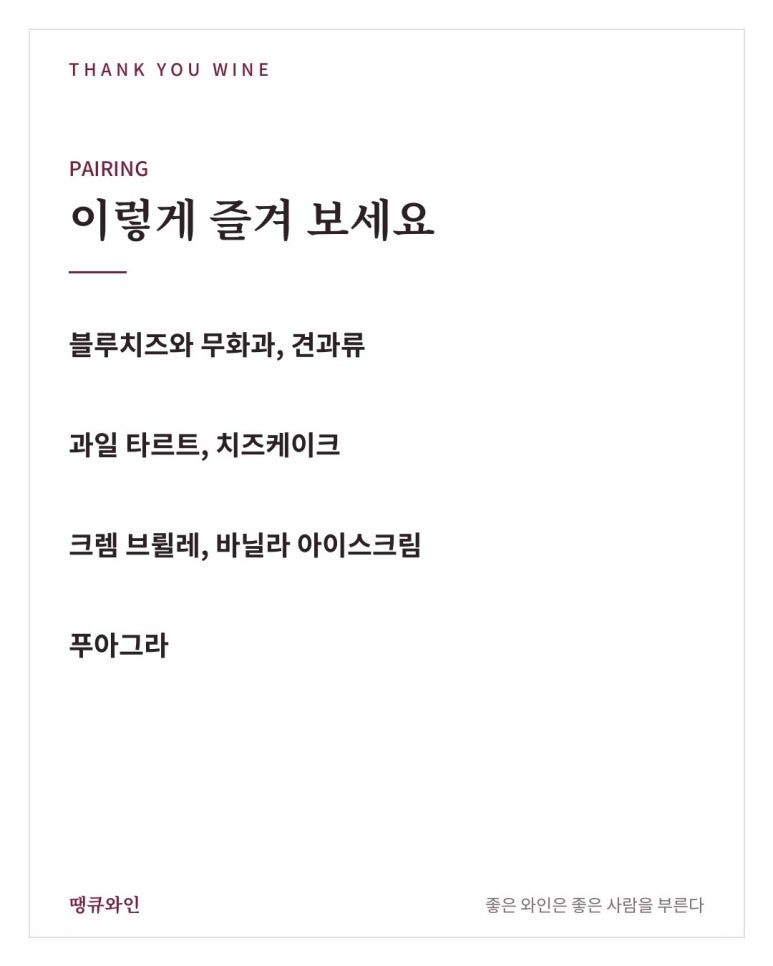 THANK YOU WINE
PAIRING
이렇게 즐겨 보세요
블루치즈와 무화과, 견과류
과일 타르트, 치즈케이크
크렘 브륄레, 바닐라 아이스크림
푸아그라
땡큐와인
좋은 와인은 좋은 사람을 부른다